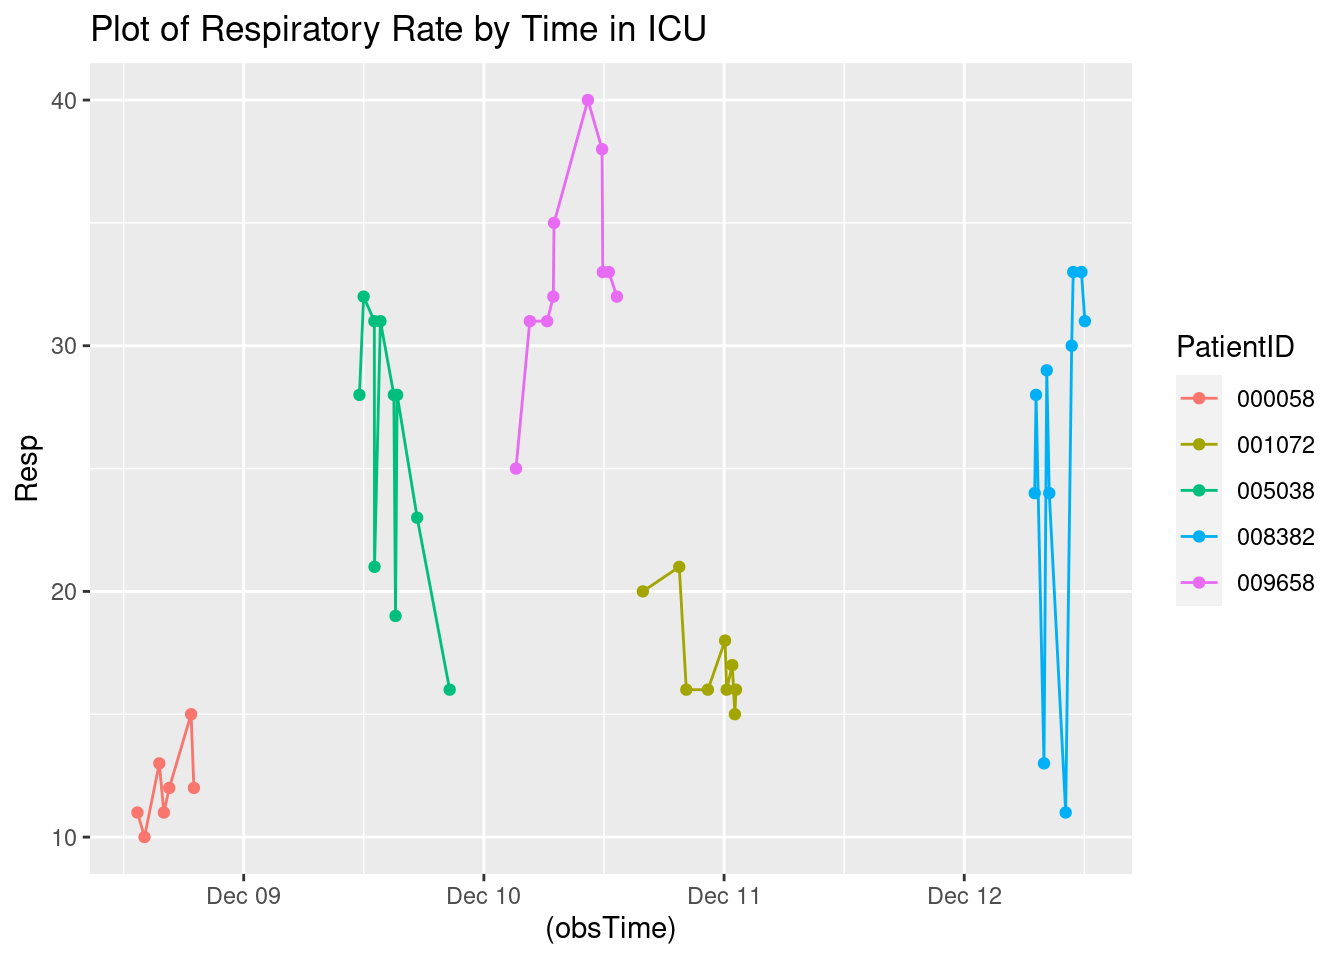 Plot of Respiratory Rate by Time in ICU
40
30
20
10
Resp
Dec 09
Dec 10
Dec 11
Dec 12
(obsTime)
PatientID
000058
001072
005038
008382
009658